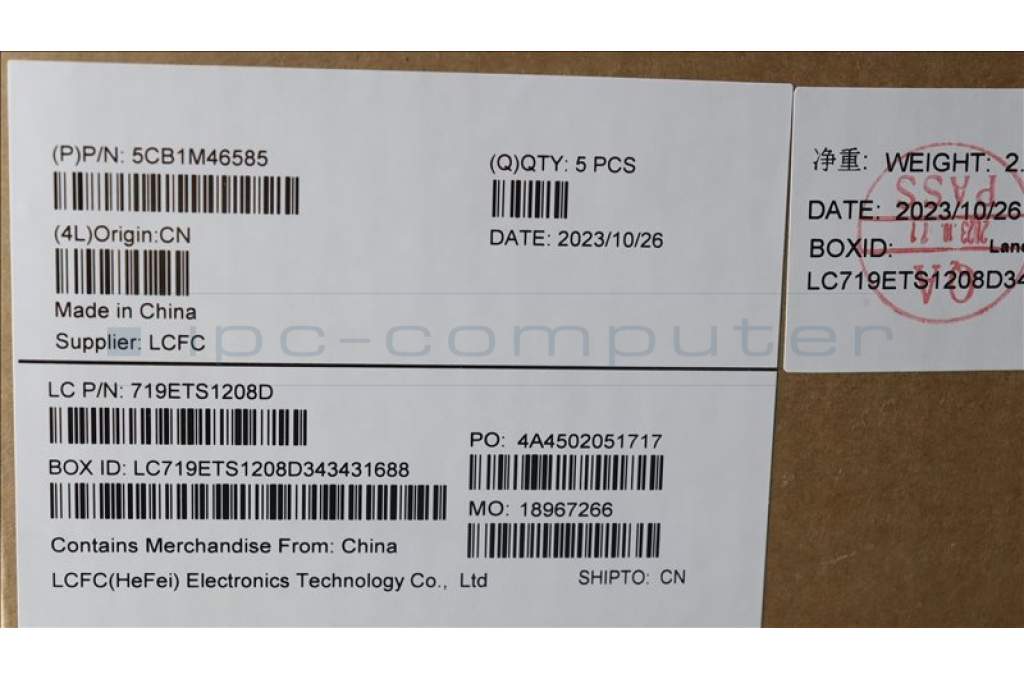 (P)P/N: 5CB1M46585
(Q)QTY: 5 PCS
(4L)Origin:CN
DATE: 2023/10/26
Made in China
Supplier: LCFC
LC P/N: 719ETS1208D
PO: 4A4502051717
BOX ID: LC719ETS1208D343431688
MO: 18967266
Contains Merchandise From: China
LCFC(HeFei) Electronics Technology Co., Ltd
SHIPTO: CN
净重: WEIGHT: 2.
DATE: 2023/10/26
BOXID:
LC719ETS1208D34
PASS
QA
ipc-computer